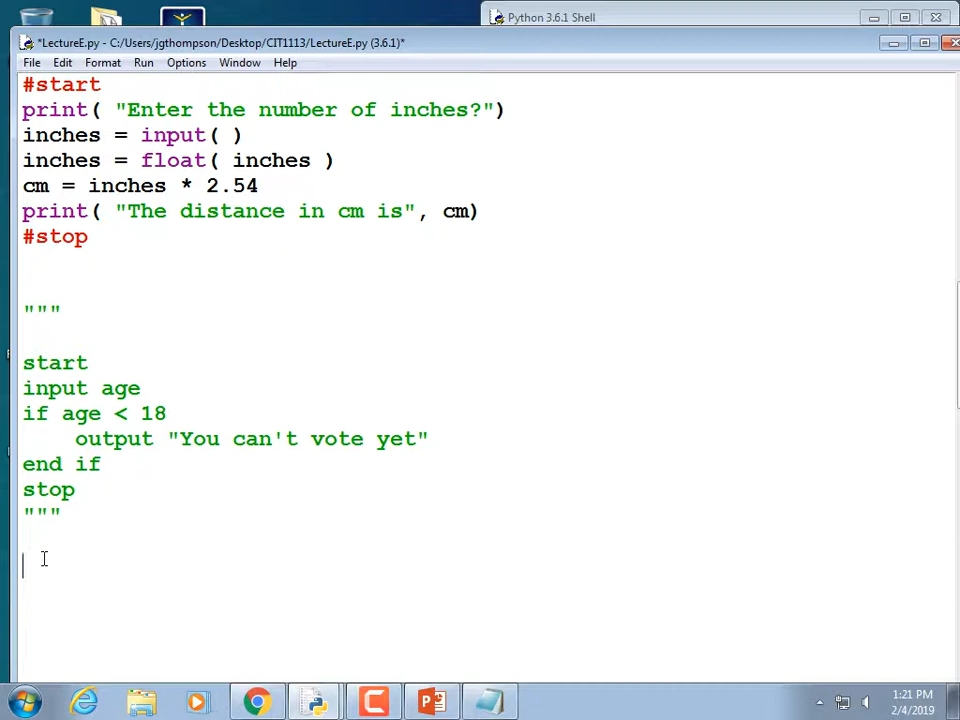 Python 3.6.1 Shell
*LectureE.py - C:/Users/jgthompson/Desktop/CIT1113/LectureE.py (3.6.1)*
File Edit Format Run Options Window Help
#start
print( "Enter the number of inches?")
inches = input( )
inches = float( inches )
cm = inches * 2.54
print( "The distance in cm is", cm)
#stop
"""
start
input age
if age < 18
    output "You can't vote yet"
end if
stop
"""
1:21 PM
2/4/2019